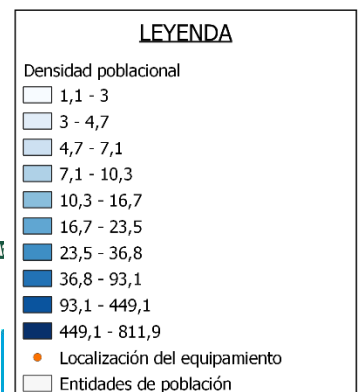 LEYENDA
Densidad poblacional
1,1 - 3
3 - 4,7
4,7 - 7,1
7,1 - 10,3
10,3 - 16,7
16,7 - 23,5
23,5 - 36,8
36,8 - 93,1
93,1 - 449,1
449,1 - 811,9
Localización del equipamiento
Entidades de población